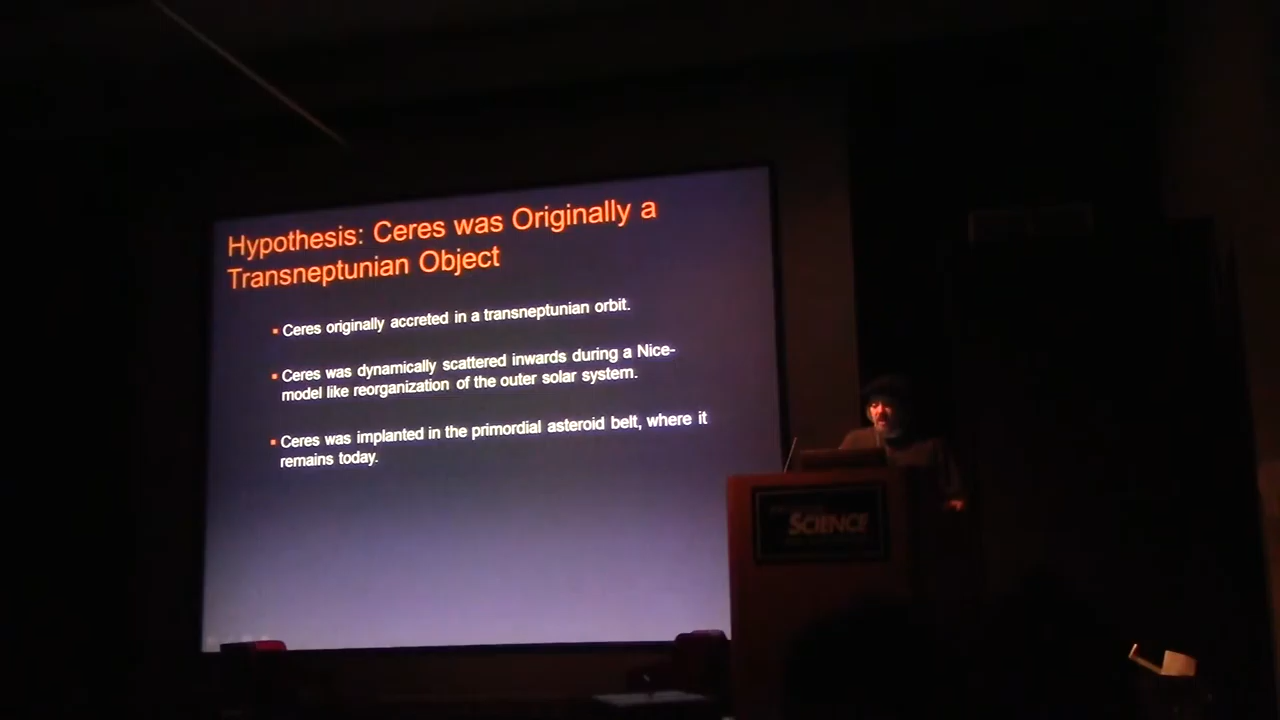 Hypothesis: Ceres was Originally a
Transneptunian Object
▪ Ceres originally accreted in a transneptunian orbit.
▪ Ceres was dynamically scattered inwards during a Nice-
model like reorganization of the outer solar system.
▪ Ceres was implanted in the primordial asteroid belt, where it
remains today.
SCIENCE